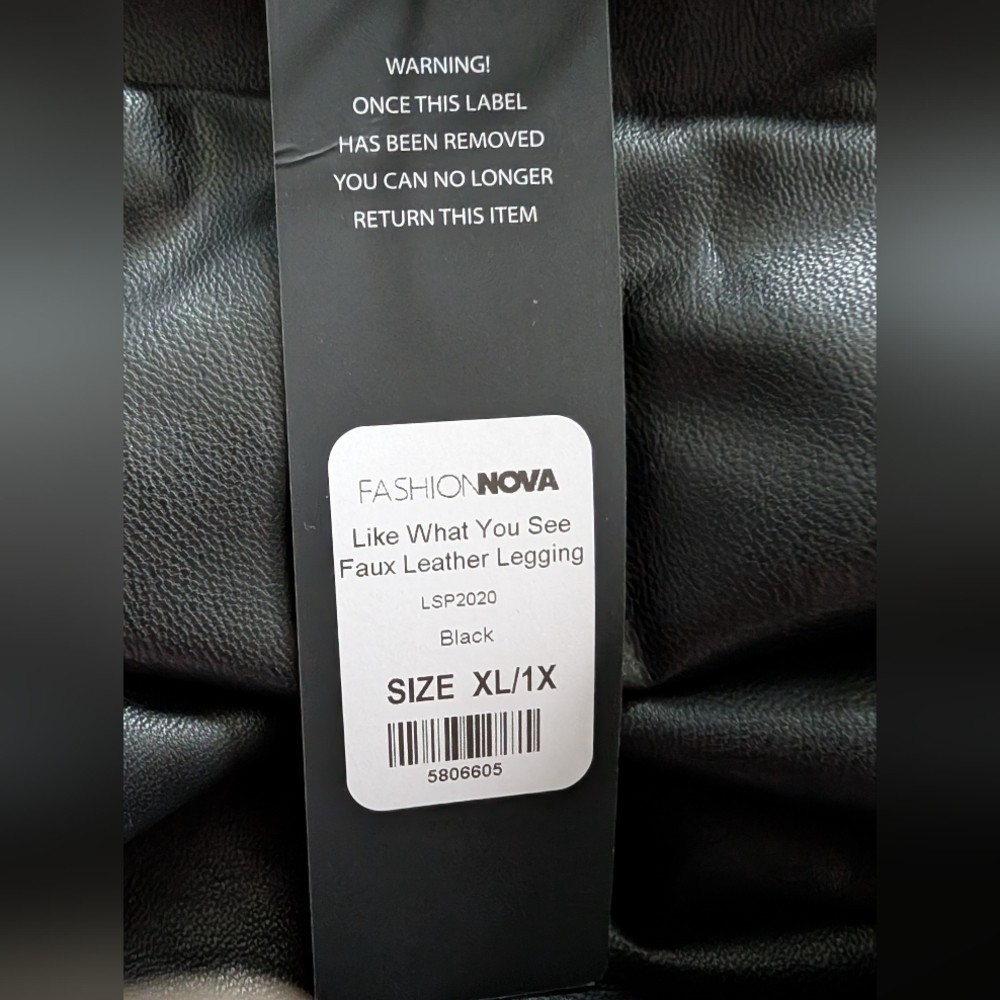 WARNING!
ONCE THIS LABEL
HAS BEEN REMOVED
YOU CAN NO LONGER
RETURN THIS ITEM
FASHIONNOVA
Like What You See
Faux Leather Legging
LSP2020
Black
SIZE XL/1X
5806605